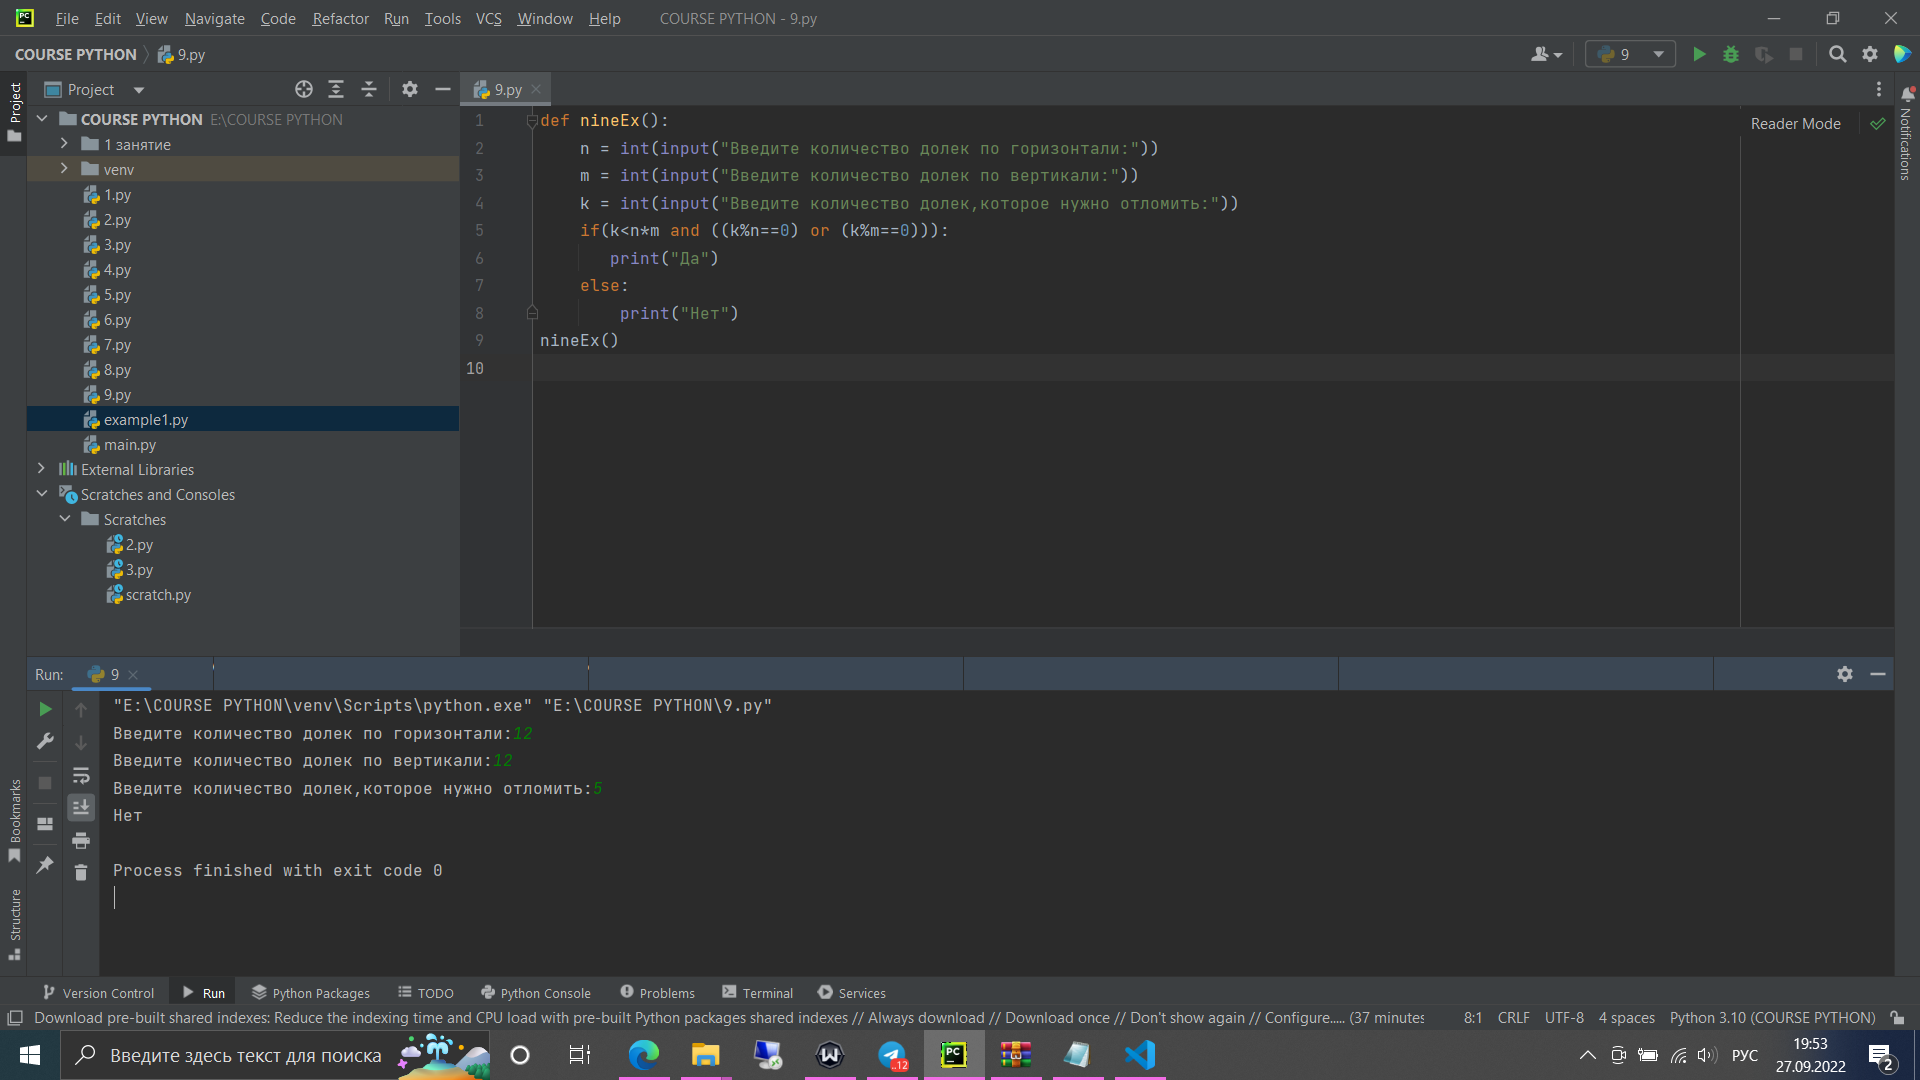 File Edit View Navigate Code Refactor Run Tools VCS Window Help COURSE PYTHON - 9.py
COURSE PYTHON 9.py 9
Project 9.py
Project
COURSE PYTHON E:\COURSE PYTHON
1 занятие
venv
1.py
2.py
3.py
4.py
5.py
6.py
7.py
8.py
9.py
example1.py
main.py
External Libraries
Scratches and Consoles
Scratches
2.py
3.py
scratch.py
1 def nineEx():
2 n = int(input("Введите количество долек по горизонтали:"))
3 m = int(input("Введите количество долек по вертикали:"))
4 k = int(input("Введите количество долек,которое нужно отломить:"))
5 if(k<n*m and ((k%n==0) or (k%m==0))):
6 print("Да")
7 else:
8 print("Нет")
9 nineEx()
10
Reader Mode
Notifications
Run: 9
"E:\COURSE PYTHON\venv\Scripts\python.exe" "E:\COURSE PYTHON\9.py"
Введите количество долек по горизонтали:12
Введите количество долек по вертикали:12
Введите количество долек,которое нужно отломить:5
Нет
Process finished with exit code 0
Bookmarks
Structure
Version Control Run Python Packages TODO Python Console Problems Terminal Services
Download pre-built shared indexes: Reduce the indexing time and CPU load with pre-built Python packages shared indexes // Always download // Download once // Don't show again // Configure..... (37 minutes 8:1 CRLF UTF-8 4 spaces Python 3.10 (COURSE PYTHON)
Введите здесь текст для поиска PC ..12 РУС 19:53
27.09.2022 2